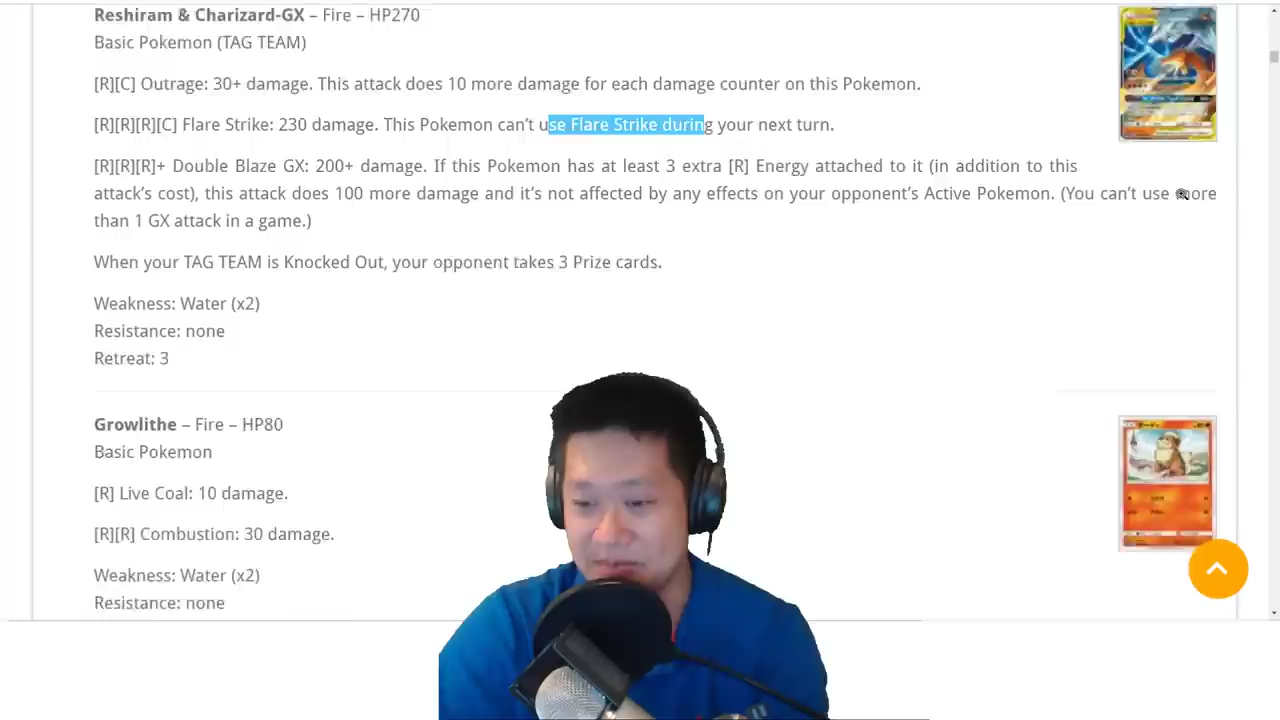 Reshiram & Charizard-GX – Fire – HP270
Basic Pokemon (TAG TEAM)
[R][C] Outrage: 30+ damage. This attack does 10 more damage for each damage counter on this Pokemon.
[R][R][R][C] Flare Strike: 230 damage. This Pokemon can’t use Flare Strike during your next turn.
[R][R][R]+ Double Blaze GX: 200+ damage. If this Pokemon has at least 3 extra [R] Energy attached to it (in addition to this
attack’s cost), this attack does 100 more damage and it’s not affected by any effects on your opponent’s Active Pokemon. (You can’t use more
than 1 GX attack in a game.)
When your TAG TEAM is Knocked Out, your opponent takes 3 Prize cards.
Weakness: Water (x2)
Resistance: none
Retreat: 3
Growlithe – Fire – HP80
Basic Pokemon
[R] Live Coal: 10 damage.
[R][R] Combustion: 30 damage.
Weakness: Water (x2)
Resistance: none